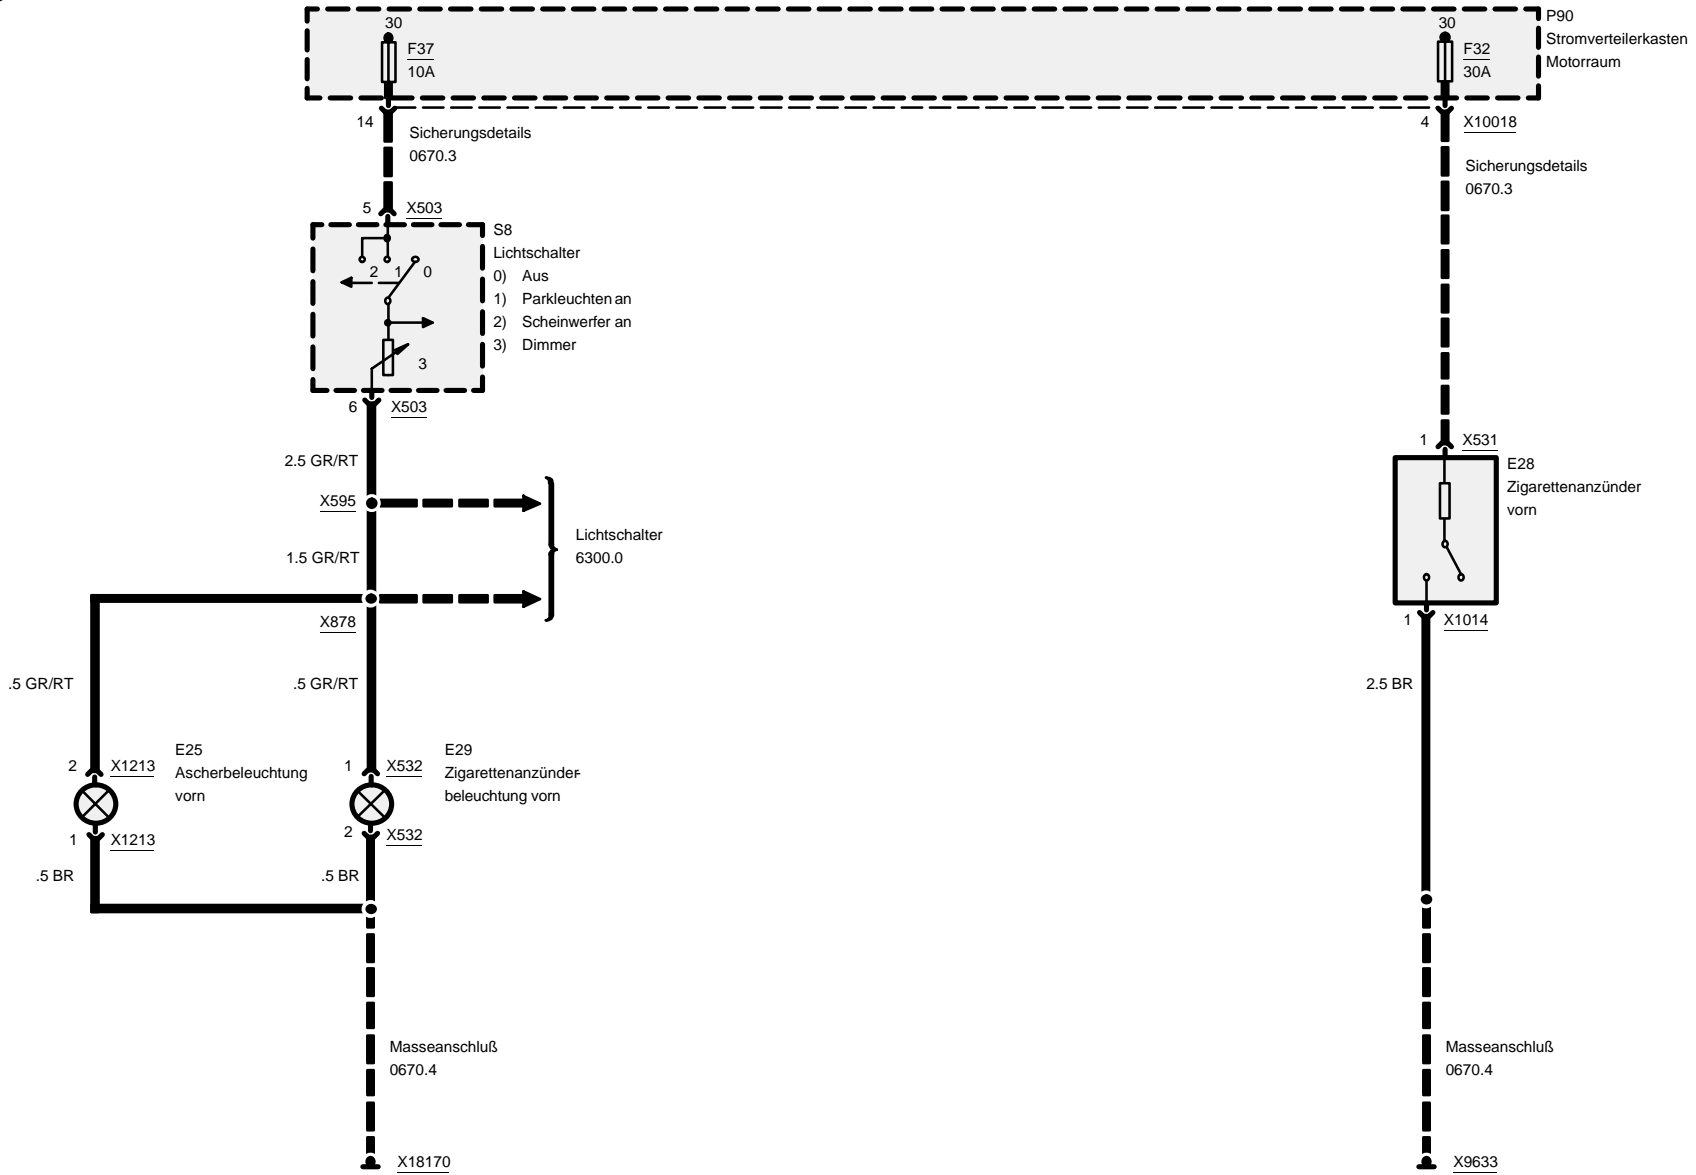 30
F37
10A
30
F32
30A
P90
Stromverteilerkasten
Motorraum
14
4
X10018
Sicherungsdetails
0670.3
Sicherungsdetails
0670.3
5
X503
2
1
0
3
S8
Lichtschalter
0) Aus
1) Parkleuchten an
2) Scheinwerfer an
3) Dimmer
6
X503
2.5 GR/RT
X595
1.5 GR/RT
X878
Lichtschalter
6300.0
1
X531
E28
Zigarettenanzünder
vorn
1
X1014
2.5 BR
.5 GR/RT
.5 GR/RT
2
X1213
E25
Ascherbeleuchtung
vorn
1
X1213
.5 BR
1
X532
E29
Zigarettenanzünder-
beleuchtung vorn
2
X532
.5 BR
Masseanschluß
0670.4
Masseanschluß
0670.4
X18170
X9633